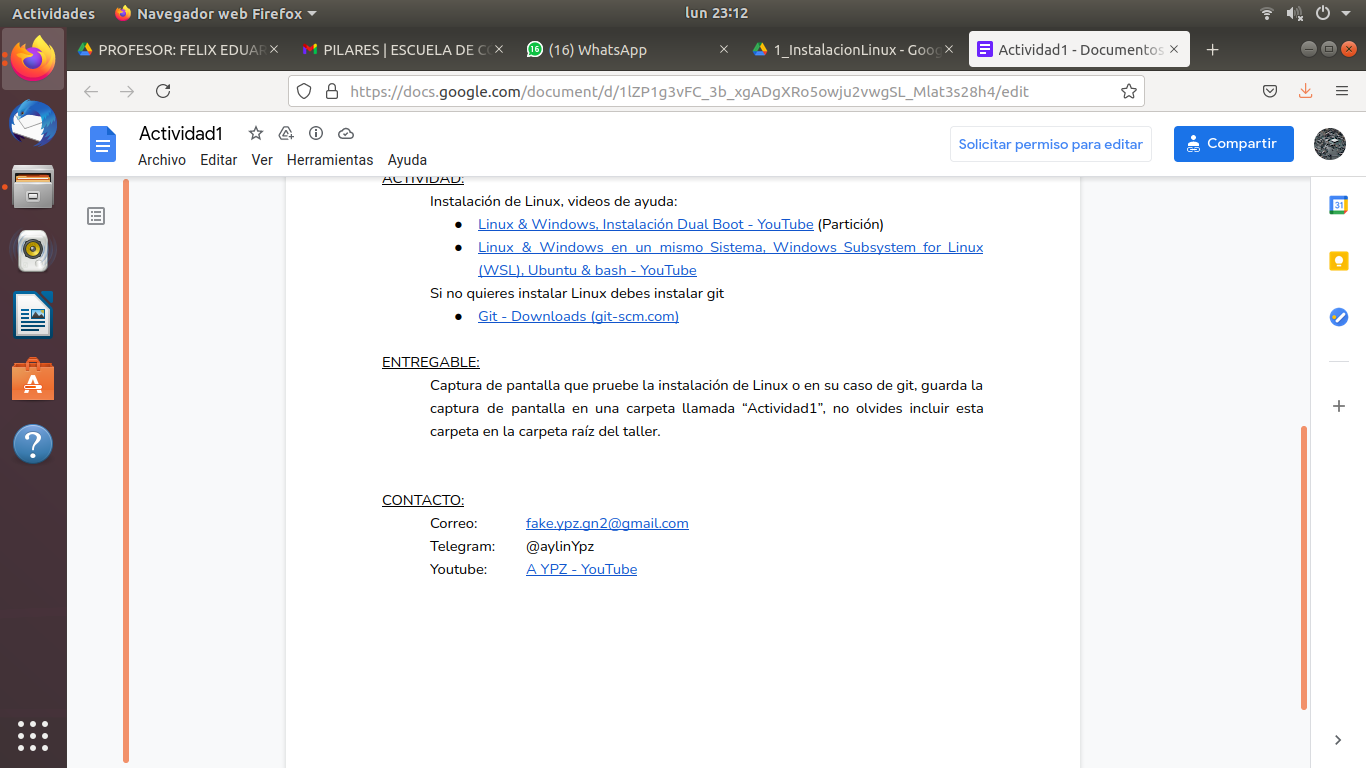 Actividades
Navegador web Firefox
lun 23:12
PROFESOR: FELIX EDUAR
PILARES | ESCUELA DE CÓ
16
(16) WhatsApp
1_InstalacionLinux - Goog
Actividad1 - Documentos
https://docs.google.com/document/d/1lZP1g3vFC_3b_xgADgXRo5owju2vwgSL_Mlat3s28h4/edit
Actividad1
Archivo Editar Ver Herramientas Ayuda
Solicitar permiso para editar
Compartir
ACTIVIDAD:
Instalación de Linux, videos de ayuda:
● Linux & Windows, Instalación Dual Boot - YouTube (Partición)
● Linux & Windows en un mismo Sistema, Windows Subsystem for Linux
(WSL), Ubuntu & bash - YouTube
Si no quieres instalar Linux debes instalar git
● Git - Downloads (git-scm.com)
ENTREGABLE:
Captura de pantalla que pruebe la instalación de Linux o en su caso de git, guarda la
captura de pantalla en una carpeta llamada “Actividad1”, no olvides incluir esta
carpeta en la carpeta raíz del taller.
CONTACTO:
Correo: fake.ypz.gn2@gmail.com
Telegram: @aylinYpz
Youtube: A YPZ - YouTube
31